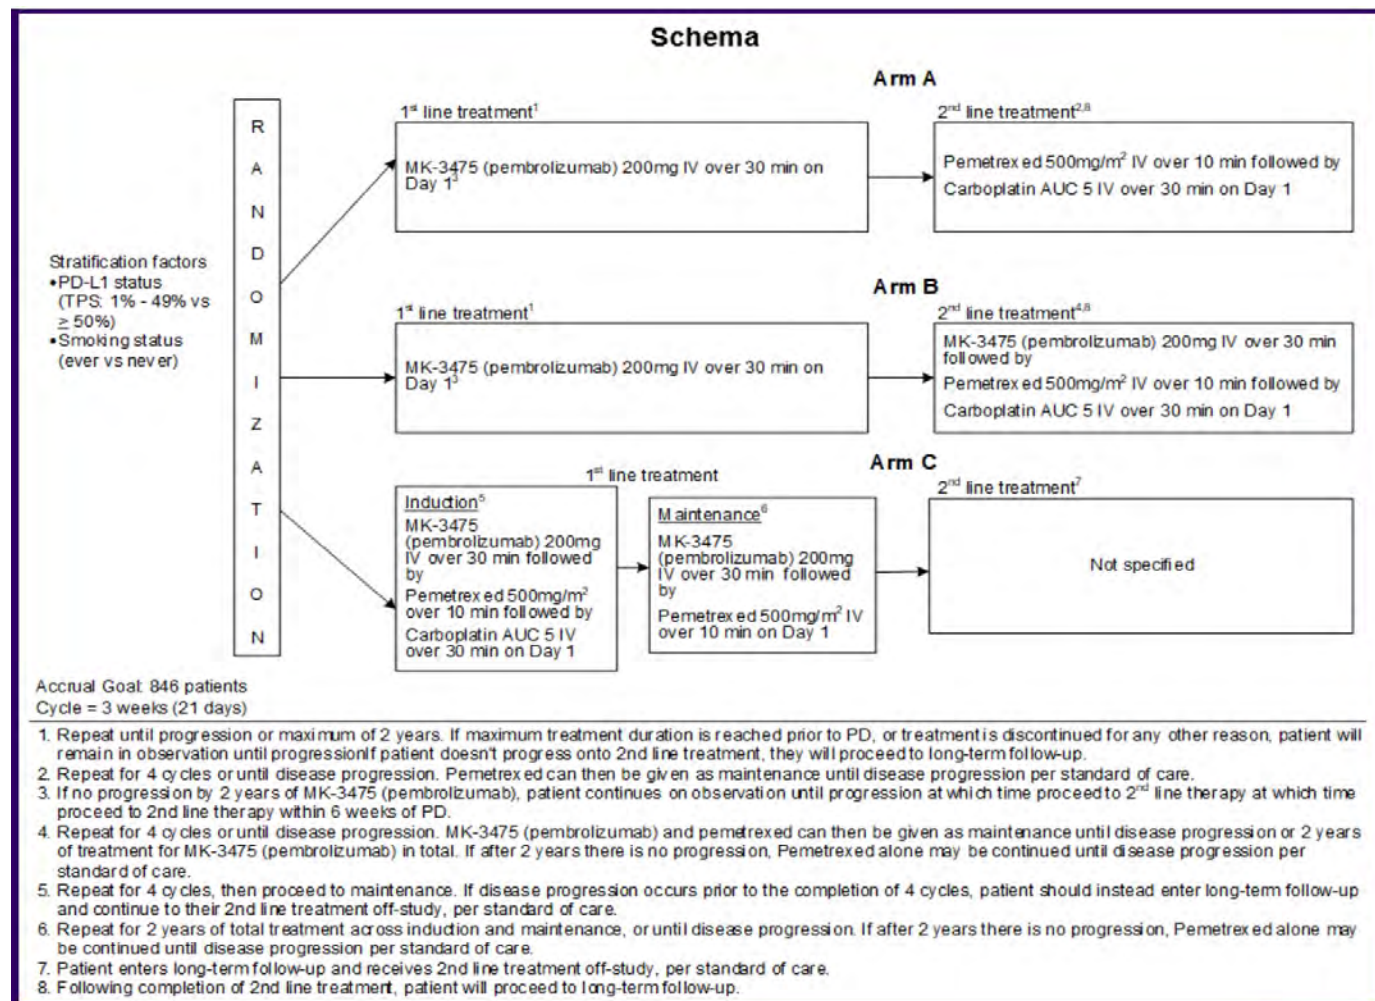 Schema
Arm A
1st line treatment1
2nd line treatment2,8
R
A
N
D
O
M
I
Z
A
T
I
O
N
MK-3475 (pembrolizumab) 200mg IV over 30 min on
Day 13
Pemetrexed 500mg/m2 IV over 10 min followed by
Carboplatin AUC 5 IV over 30 min on Day 1
Stratification factors
•PD-L1 status
(TPS: 1% - 49% vs
≥ 50%)
•Smoking status
(ever vs never)
Arm B
1st line treatment1
2nd line treatment4,8
MK-3475 (pembrolizumab) 200mg IV over 30 min on
Day 13
MK-3475 (pembrolizumab) 200mg IV over 30 min
followed by
Pemetrexed 500mg/m2 IV over 10 min followed by
Carboplatin AUC 5 IV over 30 min on Day 1
Arm C
1st line treatment
2nd line treatment7
Induction5
MK-3475
(pembrolizumab) 200mg
IV over 30 min followed
by
Pemetrexed 500mg/m2
over 10 min followed by
Carboplatin AUC 5 IV
over 30 min on Day 1
Maintenance6
MK-3475
(pembrolizumab) 200mg
IV over 30 min followed
by
Pemetrexed 500mg/m2 IV
over 10 min on Day 1
Not specified
Accrual Goal: 846 patients
Cycle = 3 weeks (21 days)
1. Repeat until progression or maximum of 2 years. If maximum treatment duration is reached prior to PD, or treatment is discontinued for any other reason, patient will
remain in observation until progressionIf patient doesn't progress onto 2nd line treatment, they will proceed to long-term follow-up.
2. Repeat for 4 cycles or until disease progression. Pemetrexed can then be given as maintenance until disease progression per standard of care.
3. If no progression by 2 years of MK-3475 (pembrolizumab), patient continues on observation until progression at which time proceed to 2nd line therapy at which time
proceed to 2nd line therapy within 6 weeks of PD.
4. Repeat for 4 cycles or until disease progression. MK-3475 (pembrolizumab) and pemetrexed can then be given as maintenance until disease progression or 2 years
of treatment for MK-3475 (pembrolizumab) in total. If after 2 years there is no progression, Pemetrexed alone may be continued until disease progression per
standard of care.
5. Repeat for 4 cycles, then proceed to maintenance. If disease progression occurs prior to the completion of 4 cycles, patient should instead enter long-term follow-up
and continue to their 2nd line treatment off-study, per standard of care.
6. Repeat for 2 years of total treatment across induction and maintenance, or until disease progression. If after 2 years there is no progression, Pemetrexed alone may
be continued until disease progression per standard of care.
7. Patient enters long-term follow-up and receives 2nd line treatment off-study, per standard of care.
8. Following completion of 2nd line treatment, patient will proceed to long-term follow-up.